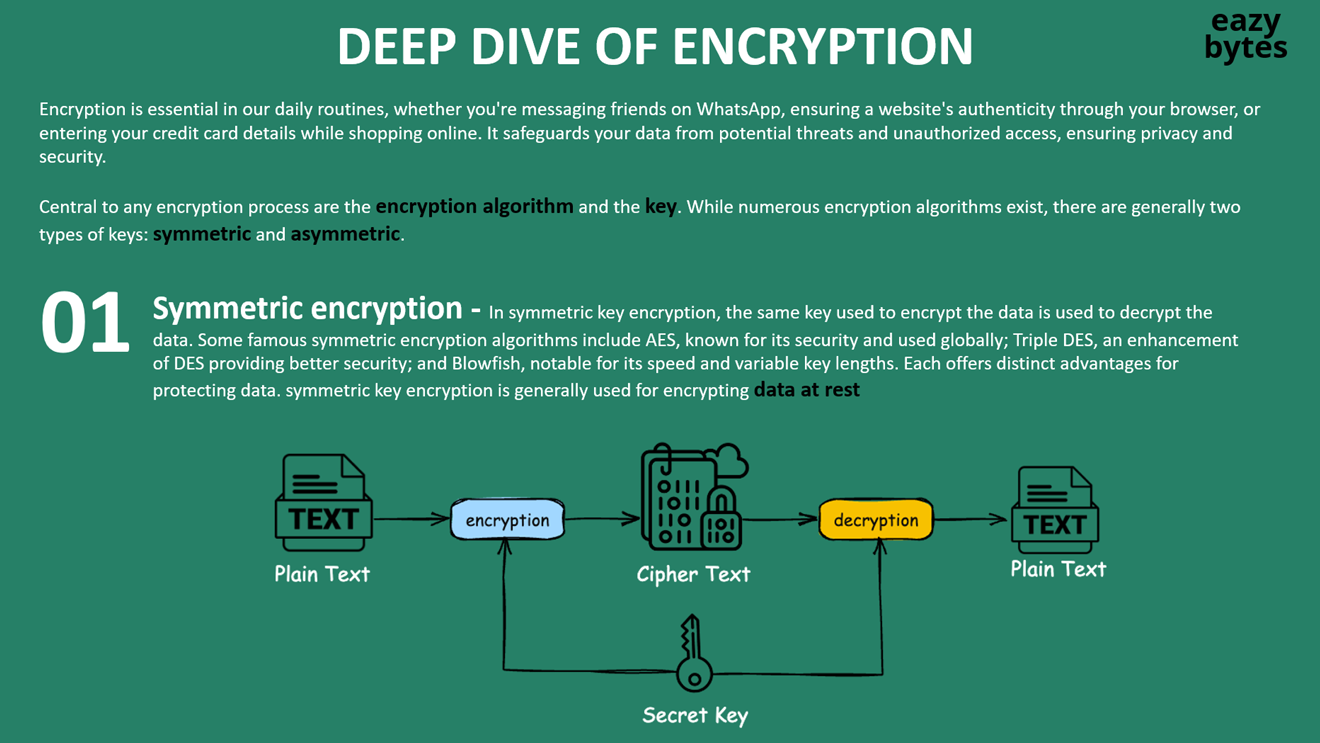 DEEP DIVE OF ENCRYPTION
eazy
bytes
Encryption is essential in our daily routines, whether you're messaging friends on WhatsApp, ensuring a website's authenticity through your browser, or
entering your credit card details while shopping online. It safeguards your data from potential threats and unauthorized access, ensuring privacy and
security.
Central to any encryption process are the encryption algorithm and the key. While numerous encryption algorithms exist, there are generally two
types of keys: symmetric and asymmetric.
01
Symmetric encryption - In symmetric key encryption, the same key used to encrypt the data is used to decrypt the
data. Some famous symmetric encryption algorithms include AES, known for its security and used globally; Triple DES, an enhancement
of DES providing better security; and Blowfish, notable for its speed and variable key lengths. Each offers distinct advantages for
protecting data. symmetric key encryption is generally used for encrypting data at rest
TEXT
Plain Text
encryption
Cipher Text
decryption
TEXT
Plain Text
Secret Key